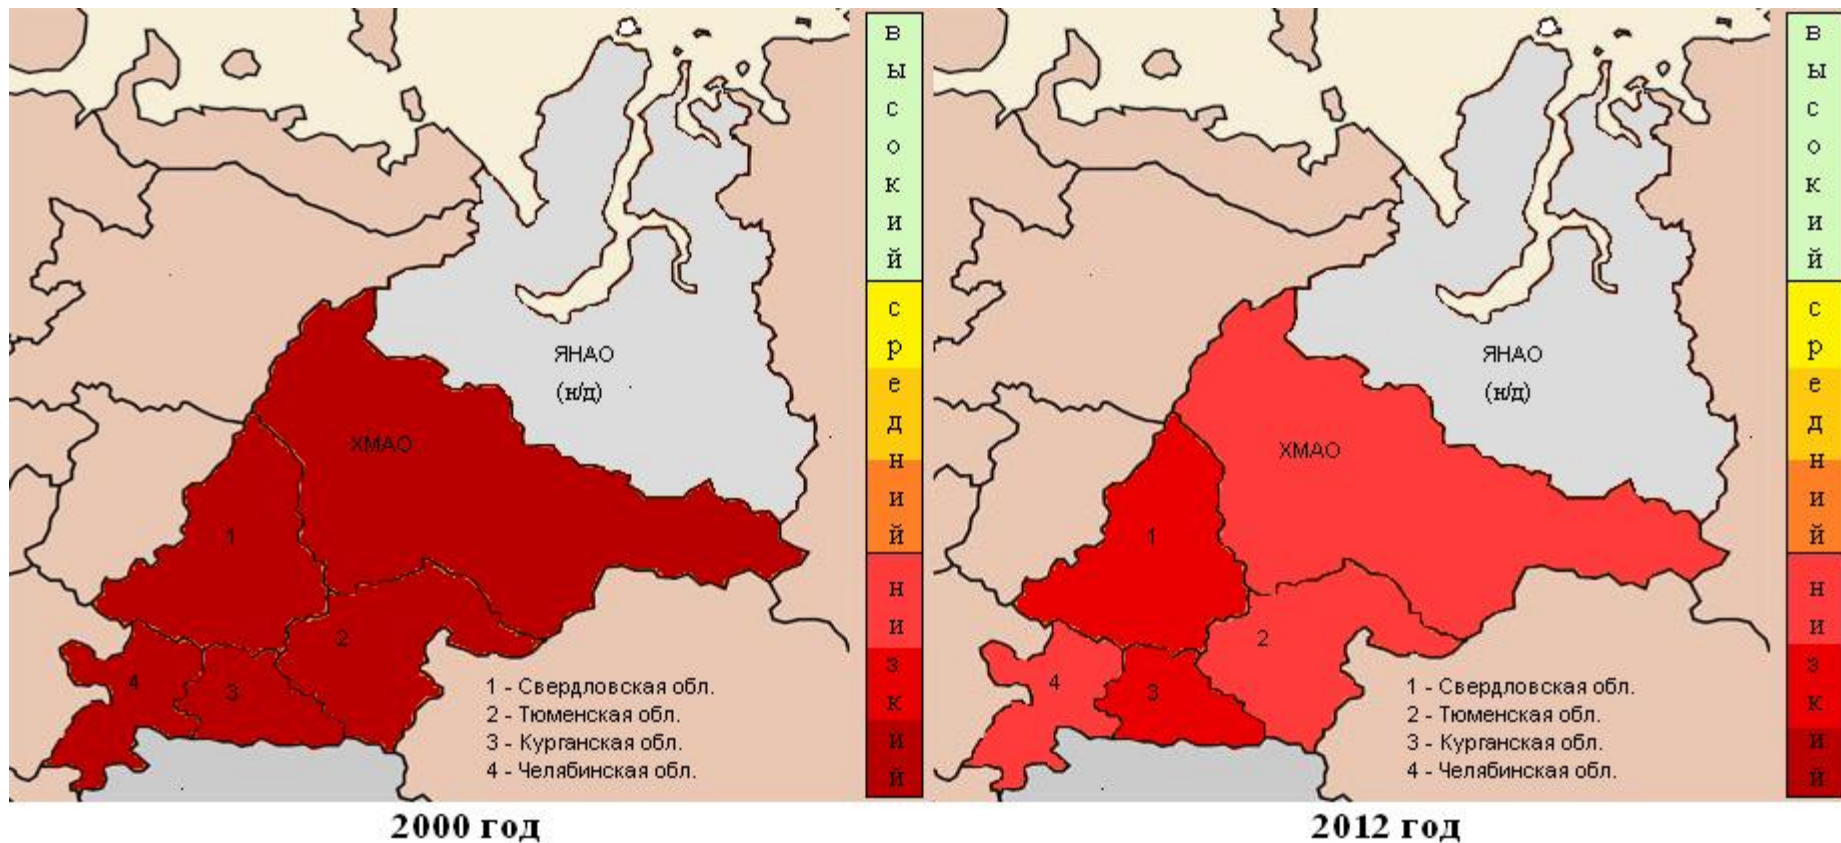 ЯНАО
(н/д)
ХМАО
1
2
3
4
1 - Свердловская обл.
2 - Тюменская обл.
3 - Курганская обл.
4 - Челябинская обл.
высокий
средний
низкий
2000 год
ЯНАО
(н/д)
ХМАО
1
2
3
4
1 - Свердловская обл.
2 - Тюменская обл.
3 - Курганская обл.
4 - Челябинская обл.
высокий
средний
низкий
2012 год